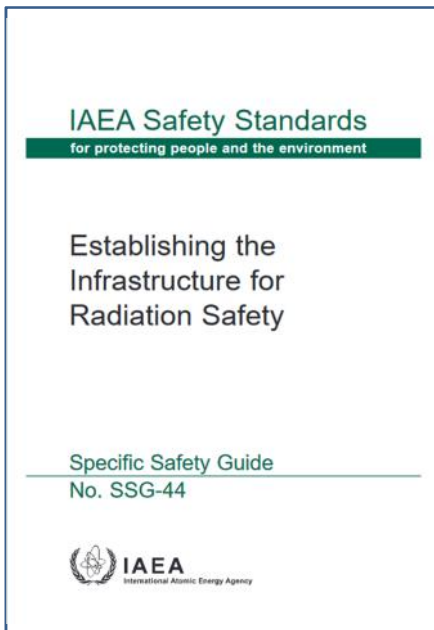 IAEA Safety Standards
for protecting people and the environment
Establishing the
Infrastructure for
Radiation Safety
Specific Safety Guide
No. SSG-44
IAEA
International Atomic Energy Agency